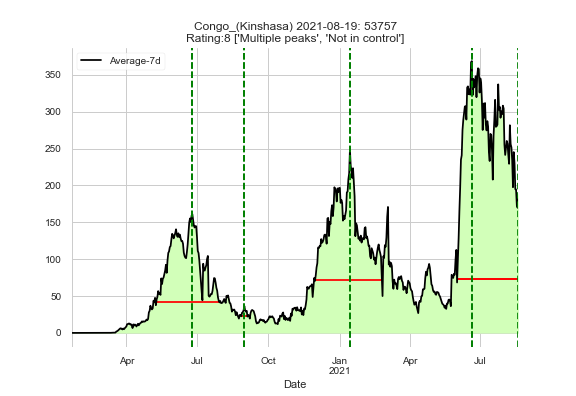 Congo_(Kinshasa) 2021-08-19: 53757
Rating:8 ['Multiple peaks', 'Not in control']
Average-7d
350
300
250
200
150
100
50
0
Apr Jul Oct Jan Apr Jul
2021
Date